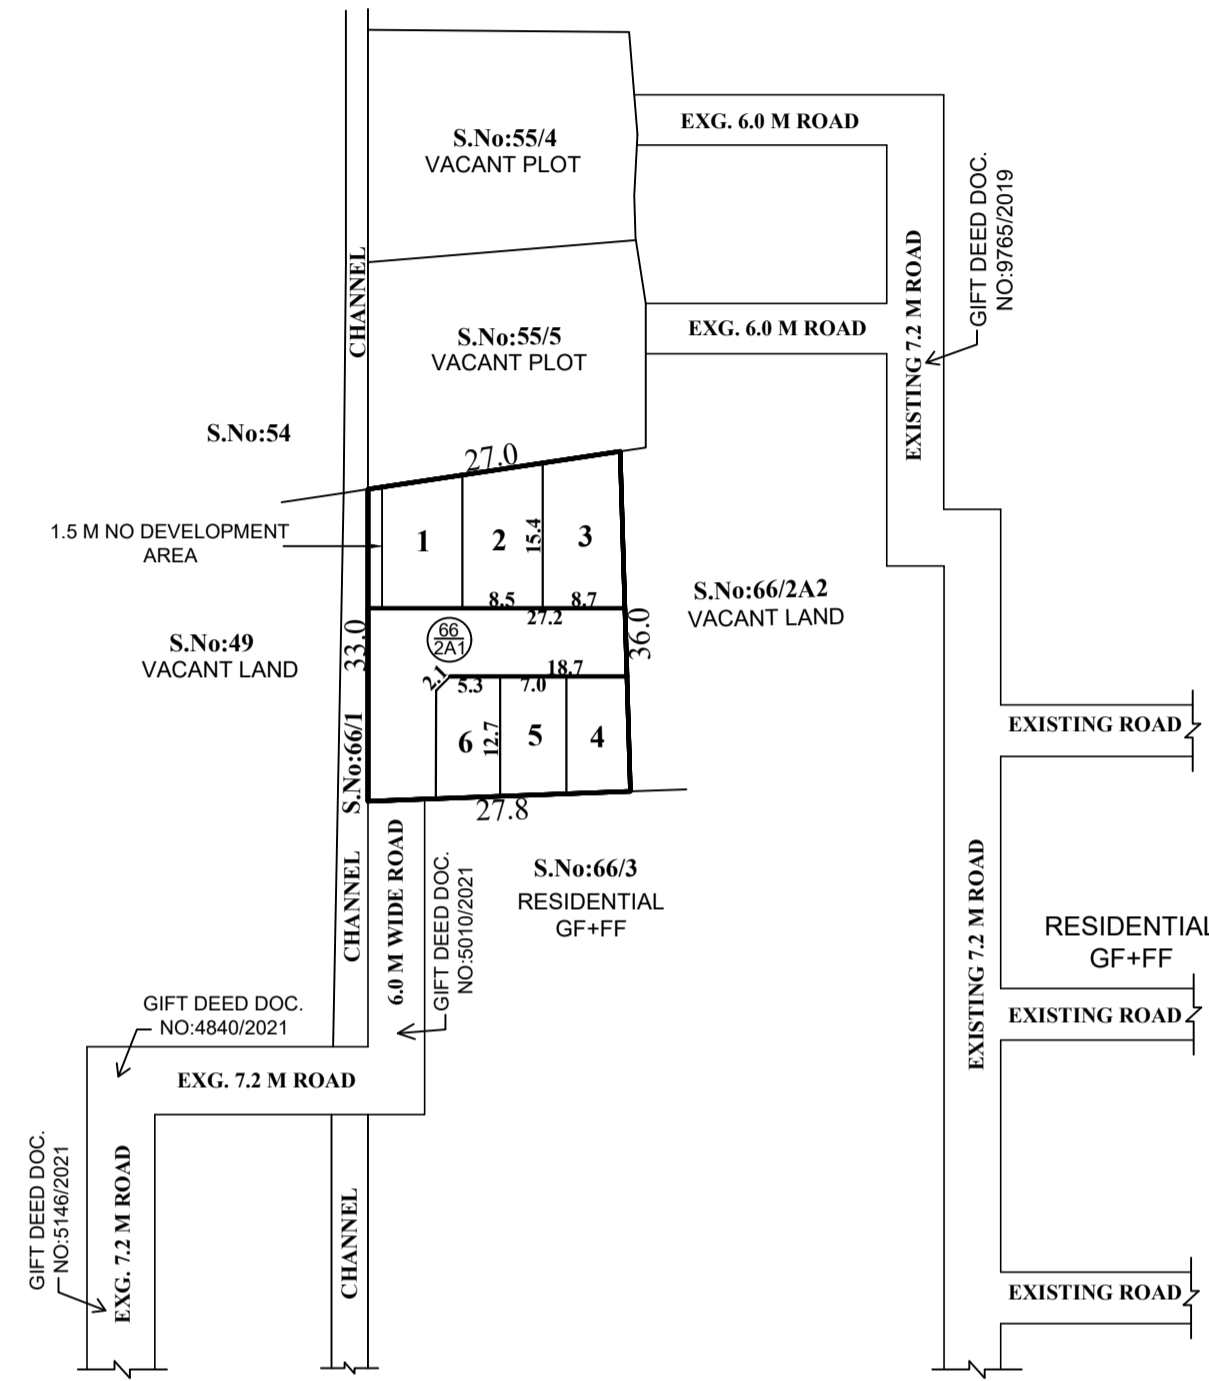 EXG. 6.0 M ROAD
S.No:55/4
VACANT PLOT
GIFT DEED DOC.
NO:9765/2019
EXISTING 7.2 M ROAD
CHANNEL
EXG. 6.0 M ROAD
S.No:55/5
VACANT PLOT
S.No:54
27.0
1.5 M NO DEVELOPMENT
AREA
1
2
15.4
3
8.5
8.7
27.2
S.No:66/2A2
VACANT LAND
S.No:49
VACANT LAND
33.0
66
2A1
36.0
18.7
2.1
5.3
7.0
6
12.7
5
4
S.No:66/1
27.8
EXISTING ROAD
CHANNEL
6.0 M WIDE ROAD
GIFT DEED DOC.
NO:5010/2021
S.No:66/3
RESIDENTIAL
GF+FF
EXISTING 7.2 M ROAD
RESIDENTIAL
GF+FF
GIFT DEED DOC.
NO:4840/2021
EXISTING ROAD
EXG. 7.2 M ROAD
GIFT DEED DOC.
NO:5146/2021
EXG. 7.2 M ROAD
CHANNEL
EXISTING ROAD